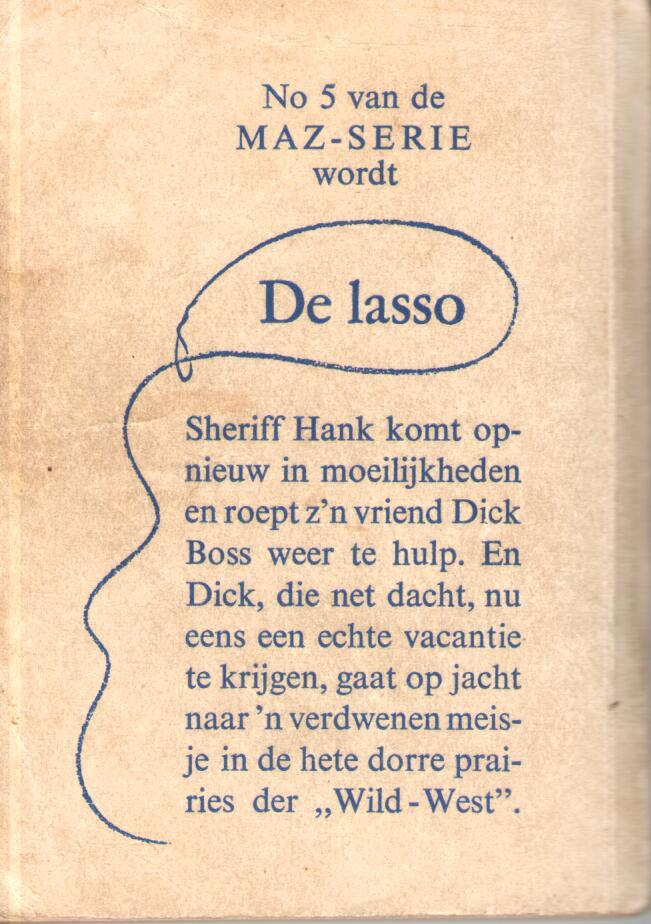 No 5 van de
MAZ-SERIE
wordt
De lasso
Sheriff Hank komt op-
nieuw in moeilijkheden
en roept z'n vriend Dick
Boss weer te hulp. En
Dick, die net dacht, nu
eens een echte vacantie
te krijgen, gaat op jacht
naar 'n verdwenen meis-
je in de hete dorre prai-
ries der „Wild-West”.